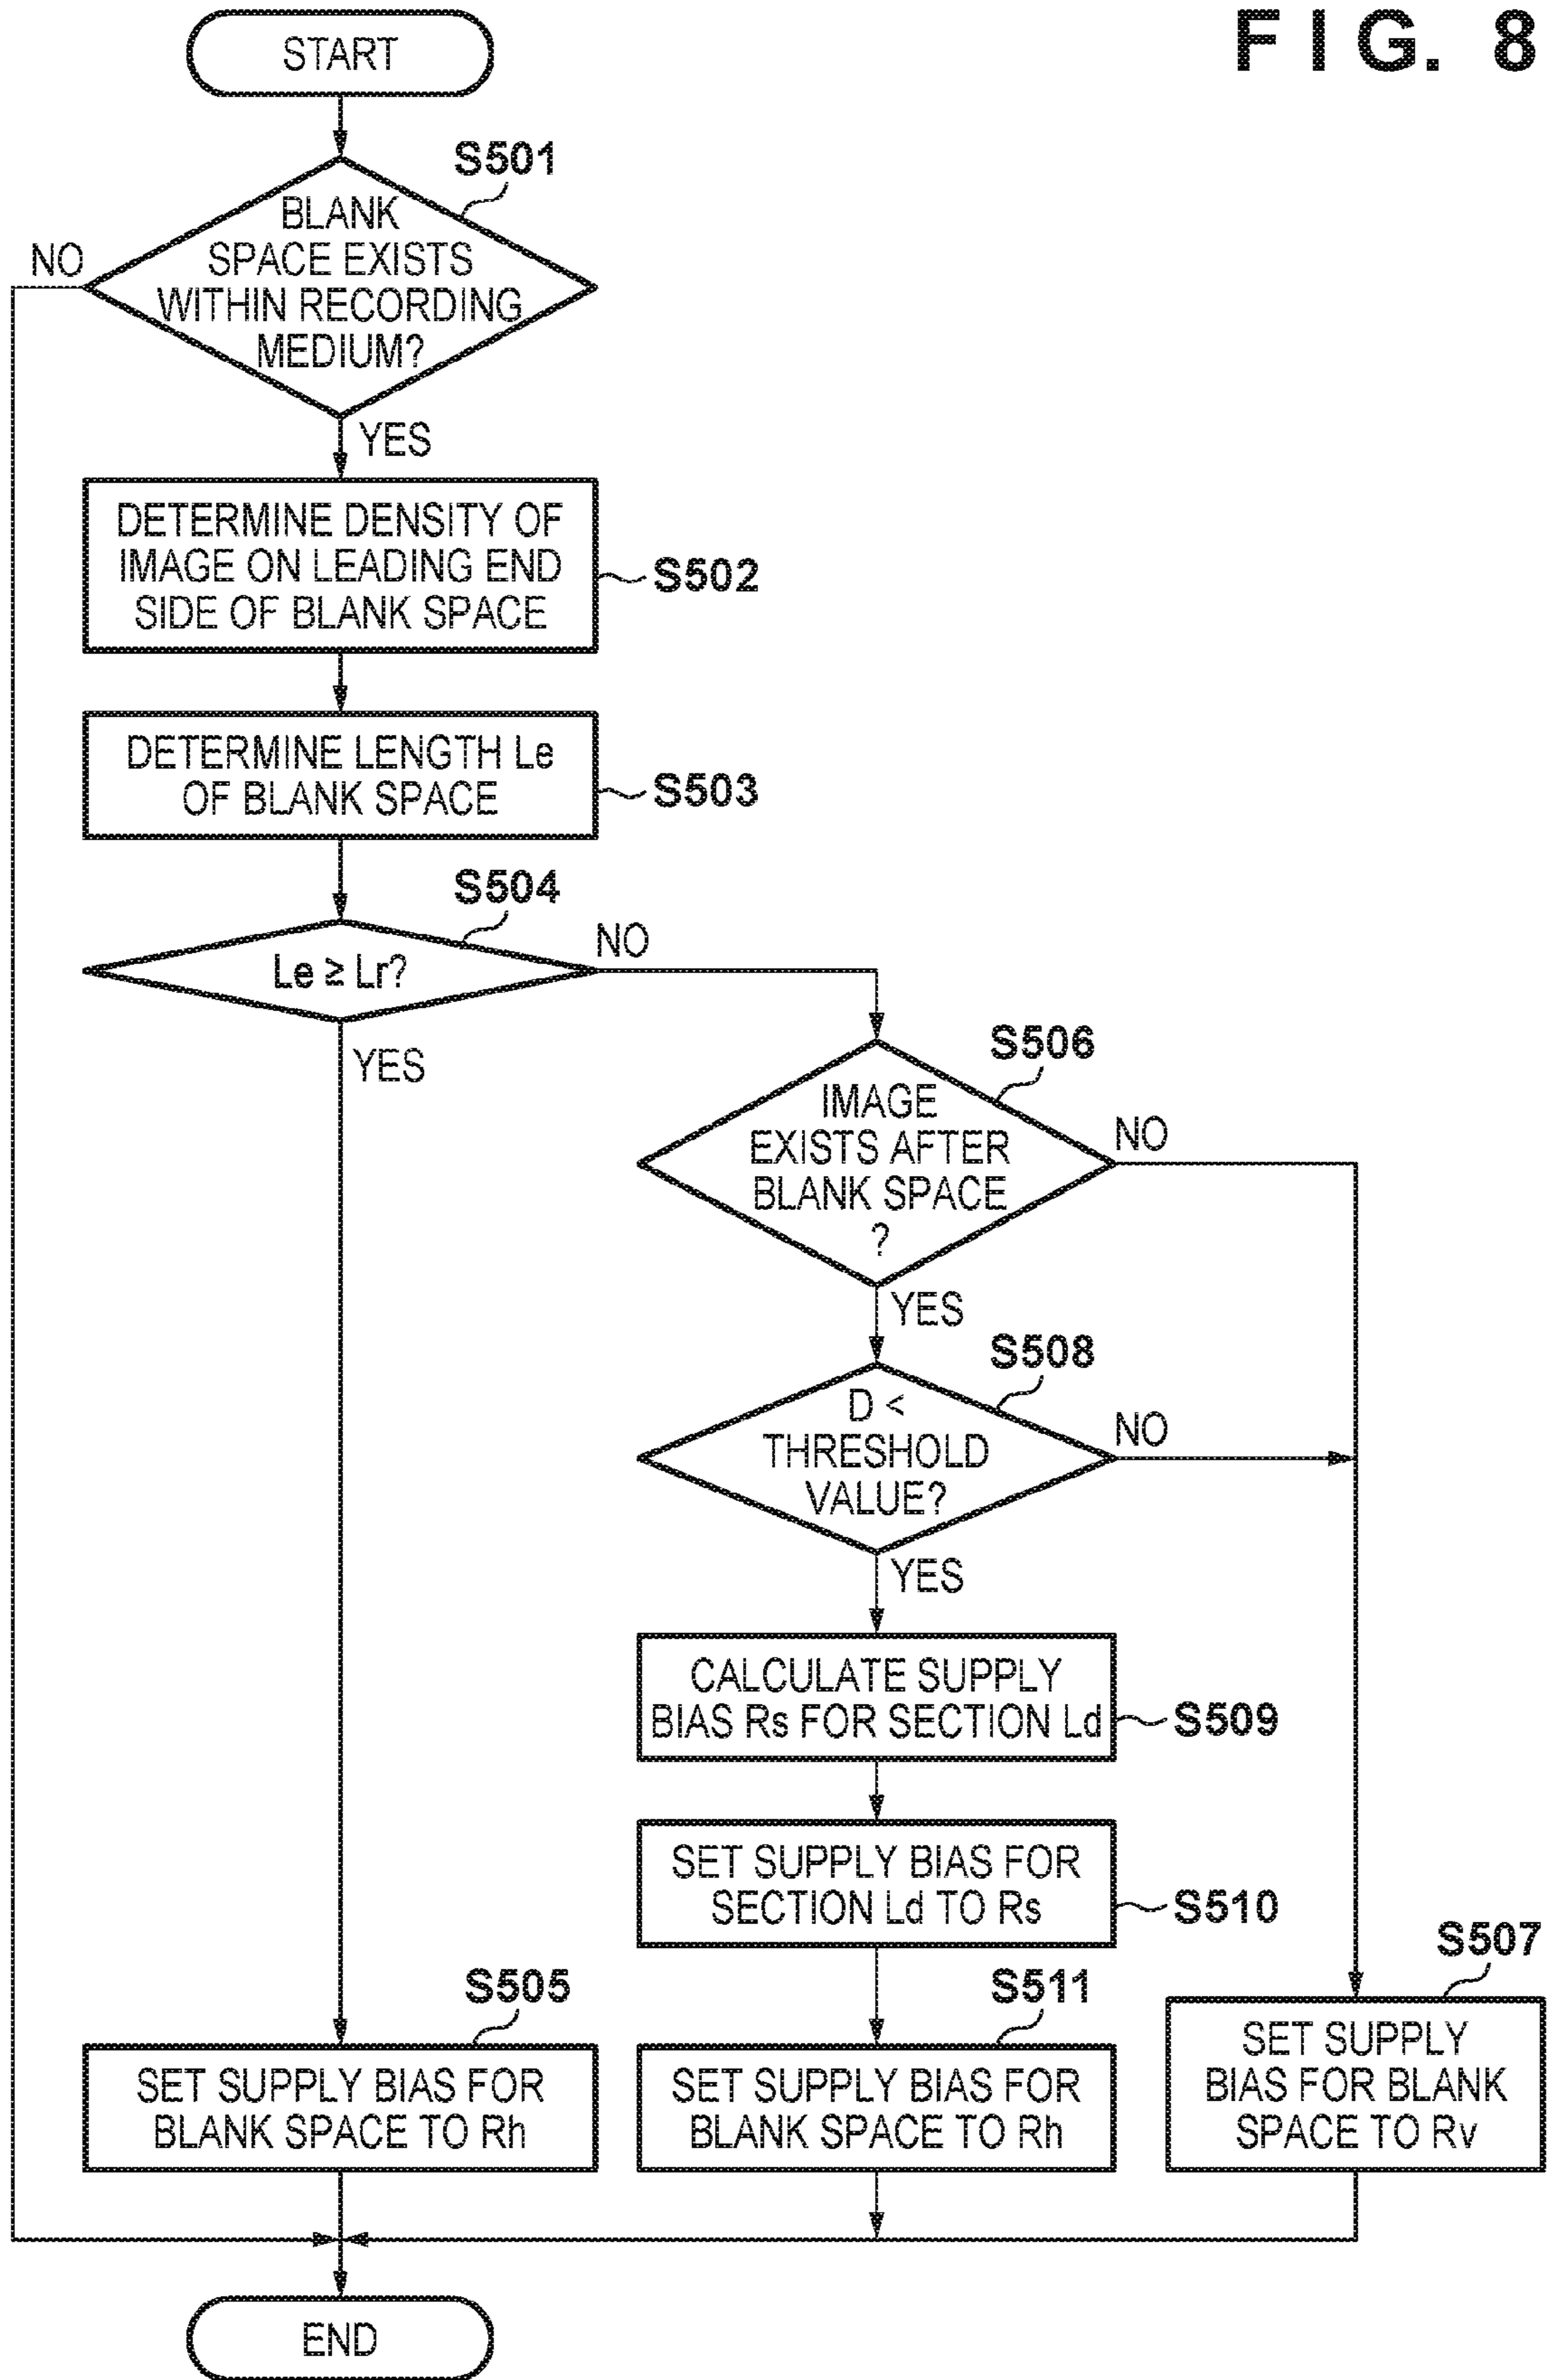 FIG. 8
START
S501
BLANK
SPACE EXISTS
WITHIN RECORDING
MEDIUM?
NO
YES
DETERMINE DENSITY OF
IMAGE ON LEADING END
SIDE OF BLANK SPACE
S502
DETERMINE LENGTH Le
OF BLANK SPACE
S503
S504
Le ≥ Lr?
NO
YES
S506
IMAGE
EXISTS AFTER
BLANK SPACE
?
NO
YES
S508
D <
THRESHOLD
VALUE?
NO
YES
CALCULATE SUPPLY
BIAS Rs FOR SECTION Ld
S509
SET SUPPLY BIAS FOR
SECTION Ld TO Rs
S510
S505
SET SUPPLY BIAS FOR
BLANK SPACE TO Rh
S511
SET SUPPLY BIAS FOR
BLANK SPACE TO Rh
S507
SET SUPPLY
BIAS FOR BLANK
SPACE TO Rv
END